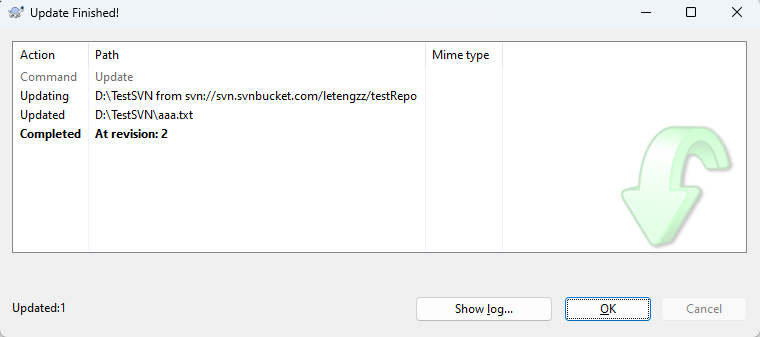 Update Finished!
Action Path Mime type
Command Update
Updating D:\TestSVN from svn://svn.svnbucket.com/letengzz/testRepo
Updated D:\TestSVN\aaa.txt
Completed At revision: 2
Updated:1
Show log... OK Cancel